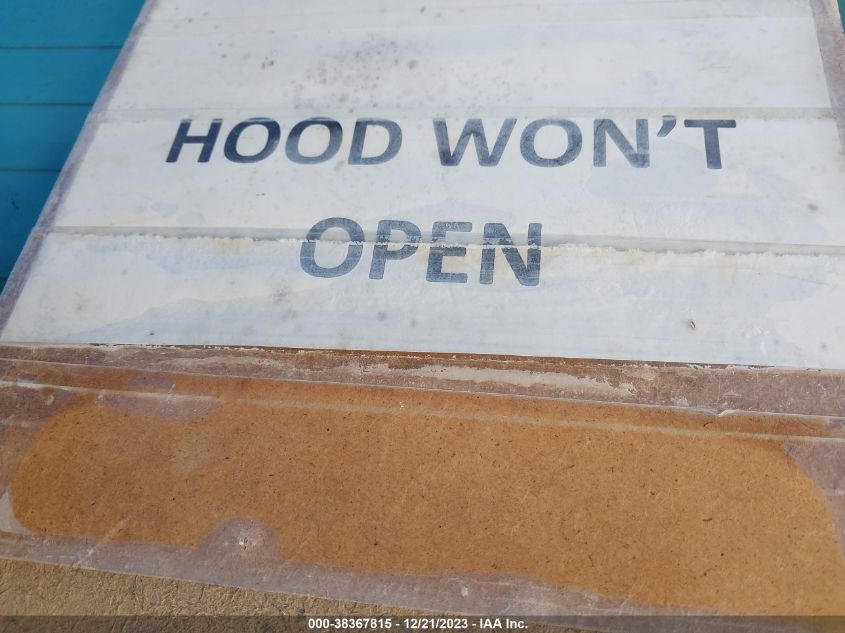 HOOD WON'T
OPEN
000-38367815 - 12/21/2023 - IAA Inc.